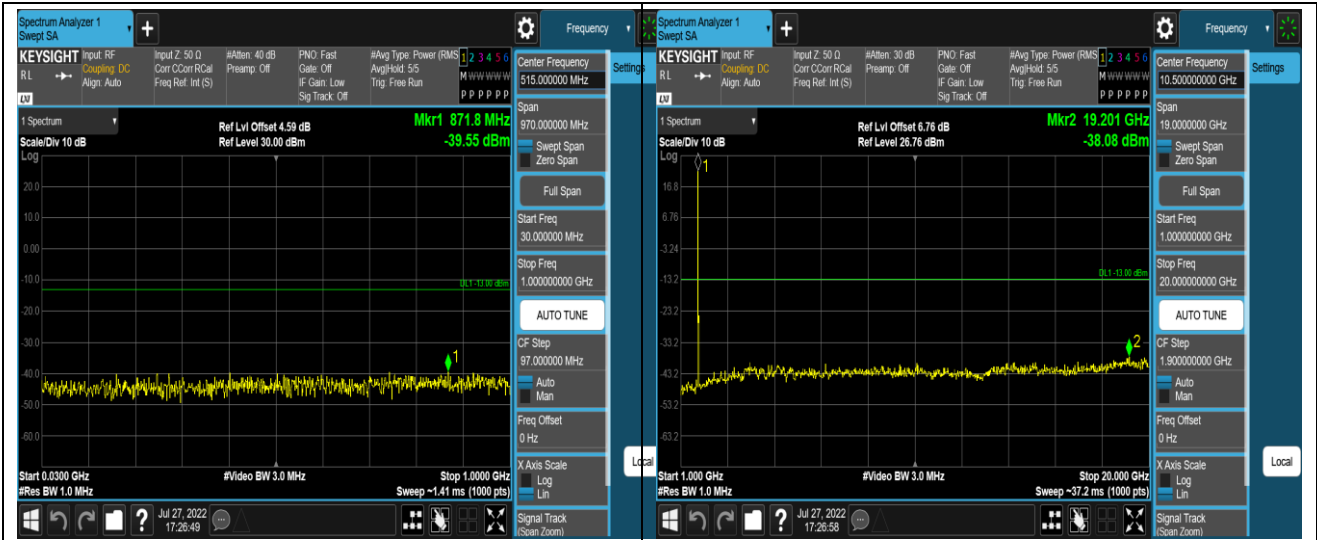 Spectrum Analyzer 1
Swept SA
+
Frequency
KEYSIGHT
RL
LXI
Input: RF
Coupling: DC
Align: Auto
Input Z: 50 Ω
Corr CCorr RCal
Freq Ref: Int (S)
#Atten: 40 dB
Preamp: Off
PNO: Fast
Gate: Off
IF Gain: Low
Sig Track: Off
#Avg Type: Power (RMS
Avg|Hold: 5/5
Trig: Free Run
1 2 3 4 5 6
M W W W W W
P P P P P P
Center Frequency
515.000000 MHz
Settings
Span
970.000000 MHz
Swept Span
Zero Span
Full Span
Start Freq
30.000000 MHz
Stop Freq
1.000000000 GHz
AUTO TUNE
CF Step
97.000000 MHz
Auto
Man
Freq Offset
0 Hz
X Axis Scale
Log
Lin
Local
Signal Track
(Span Zoom)
1 Spectrum
Scale/Div 10 dB
Log
Ref Lvl Offset 4.59 dB
Ref Level 30.00 dBm
Mkr1 871.8 MHz
-39.55 dBm
20.0
10.0
0.00
-10.0
DL1 -13.00 dBm
-20.0
-30.0
1
-40.0
-50.0
-60.0
Start 0.0300 GHz
#Res BW 1.0 MHz
#Video BW 3.0 MHz
Stop 1.0000 GHz
Sweep ~1.41 ms (1000 pts)
?
Jul 27, 2022
17:26:49
Spectrum Analyzer 1
Swept SA
+
Frequency
KEYSIGHT
RL
LXI
Input: RF
Coupling: DC
Align: Auto
Input Z: 50 Ω
Corr CCorr RCal
Freq Ref: Int (S)
#Atten: 30 dB
Preamp: Off
PNO: Fast
Gate: Off
IF Gain: Low
Sig Track: Off
#Avg Type: Power (RMS
Avg|Hold: 5/5
Trig: Free Run
1 2 3 4 5 6
M W W W W W
P P P P P P
Center Frequency
10.500000000 GHz
Settings
Span
19.0000000 GHz
Swept Span
Zero Span
Full Span
Start Freq
1.000000000 GHz
Stop Freq
20.000000000 GHz
AUTO TUNE
CF Step
1.900000000 GHz
Auto
Man
Freq Offset
0 Hz
X Axis Scale
Log
Lin
Local
Signal Track
(Span Zoom)
1 Spectrum
Scale/Div 10 dB
Log
Ref Lvl Offset 6.76 dB
Ref Level 26.76 dBm
Mkr2 19.201 GHz
-38.08 dBm
1
16.8
6.76
-3.24
-13.2
DL1 -13.00 dBm
-23.2
-33.2
2
-43.2
-53.2
-63.2
Start 1.000 GHz
#Res BW 1.0 MHz
#Video BW 3.0 MHz
Stop 20.000 GHz
Sweep ~37.2 ms (1000 pts)
?
Jul 27, 2022
17:26:58